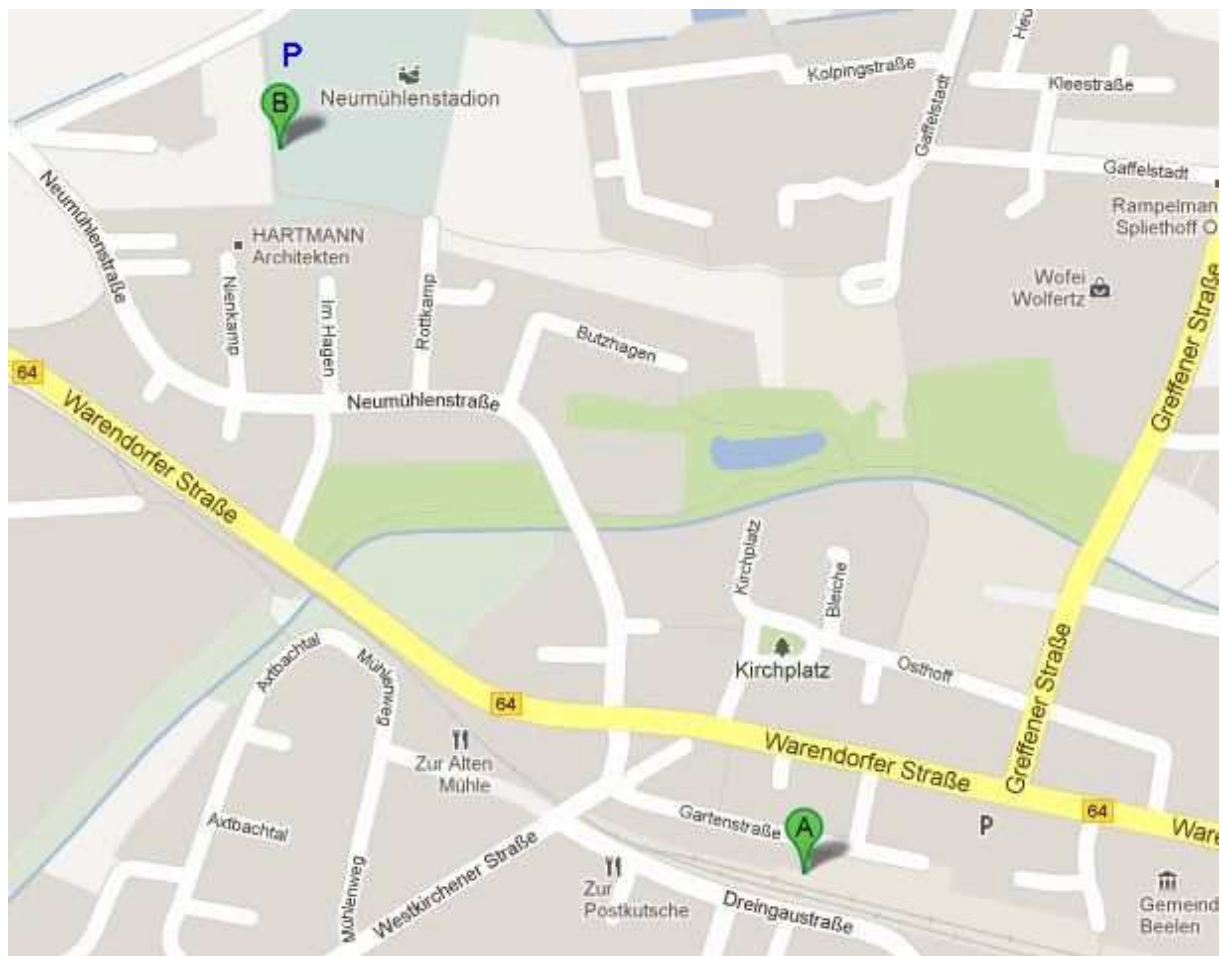 P
B
Neumühlenstadion
Kolpingstraße
Kleestraße
Gaffelstadt
Gaffelstadt
Neumühlenstraße
HARTMANN
Architekten
Rampelman
Spliethoff O
Nienkamp
Im Hagen
Rottkamp
Wofei
Wolfertz
Butzhagen
64
Neumühlenstraße
Greffener Straße
Warendorfer Straße
Kirchplatz
Bleiche
Kirchplatz
Osthoff
Greffener Straße
Axtbachtal
Mühlenweg
64
Zur Alten
Mühle
Warendorfer Straße
64
Ware
Gartenstraße
A
P
Axtbachtal
Mühlenweg
Westkirchener Straße
Zur
Postkutsche
Dreingaustraße
Gemeind
Beelen